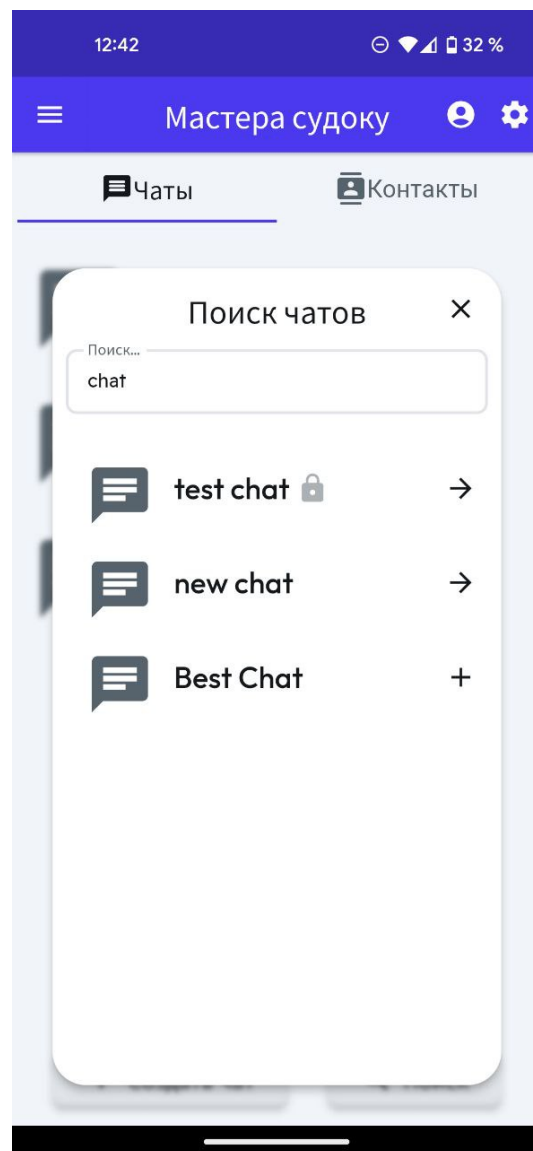 12:42 32 %
Мастера судоку
Чаты Контакты
Поиск чатов
Поиск...
chat
test chat
new chat
Best Chat